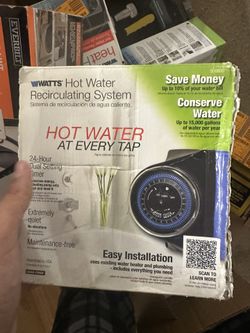 WATTS Hot Water
Recirculating System
Sistema de recirculación de agua caliente
Save Money
Up to 10% of your water bill
Conserve
Water
Up to 15,000 gallons
of water per year
HOT WATER
AT EVERY TAP
24-Hour
Dual Setting
Timer
Extremely
quiet
Maintenance-free
Easy Installation
uses existing water heater and plumbing
- includes everything you need
SCAN TO
LEARN MORE